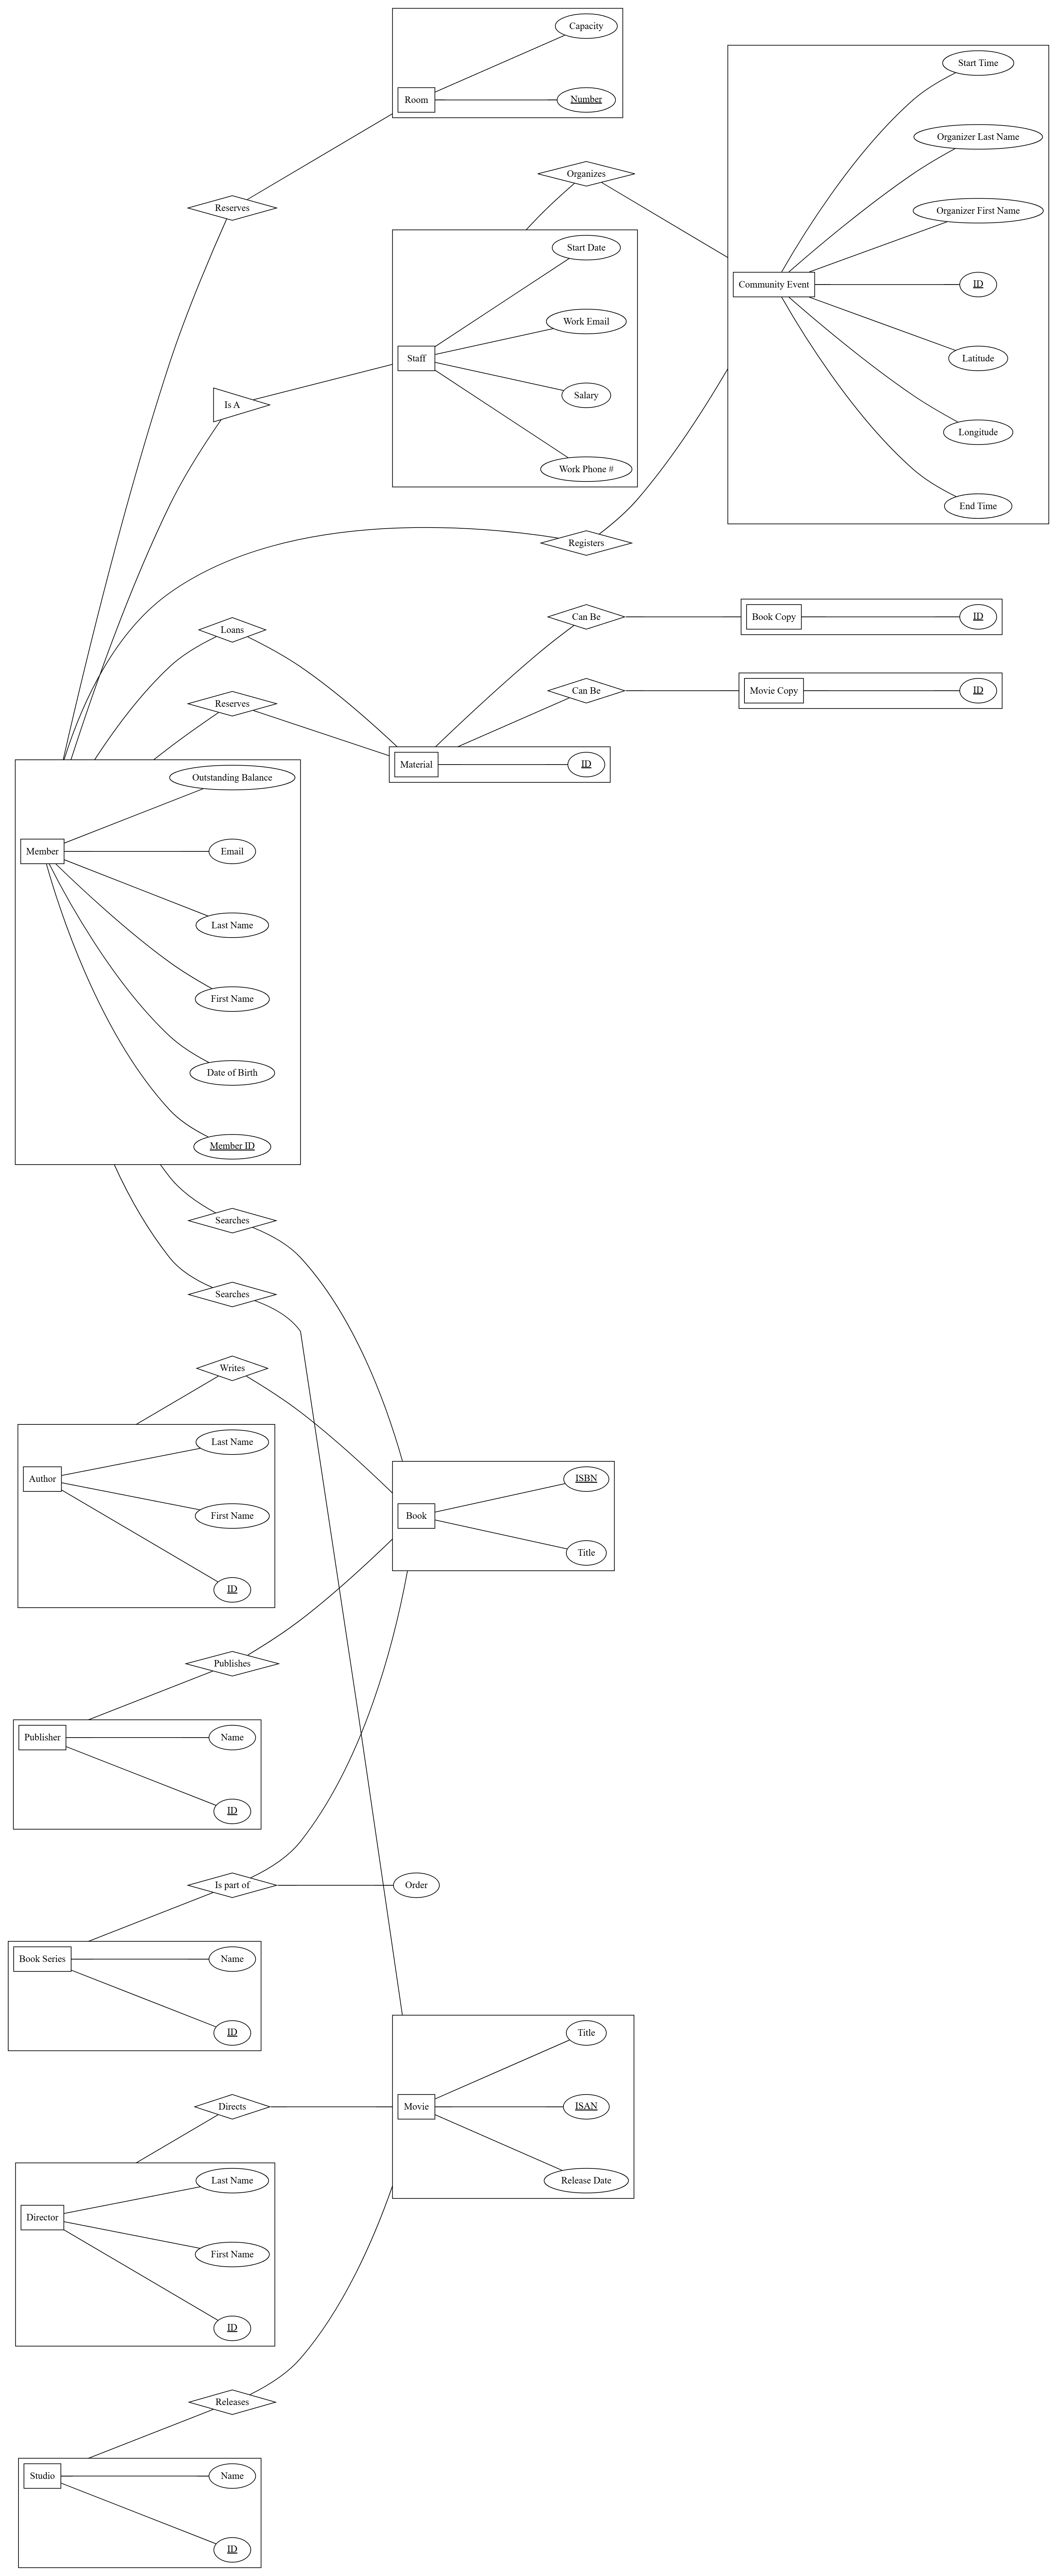 Capacity
Room
Number
Reserves
Start Time
Organizer Last Name
Organizer First Name
Community Event
ID
Latitude
Longitude
End Time
Organizes
Start Date
Work Email
Staff
Salary
Work Phone #
Is A
Registers
Loans
Can Be
Book Copy
ID
Reserves
Can Be
Movie Copy
ID
Material
ID
Outstanding Balance
Member
Email
Last Name
First Name
Date of Birth
Member ID
Searches
Searches
Writes
Last Name
Author
First Name
ID
ISBN
Book
Title
Publishes
Publisher
Name
ID
Is part of
Order
Book Series
Name
ID
Title
Directs
Movie
ISAN
Release Date
Last Name
Director
First Name
ID
Releases
Studio
Name
ID